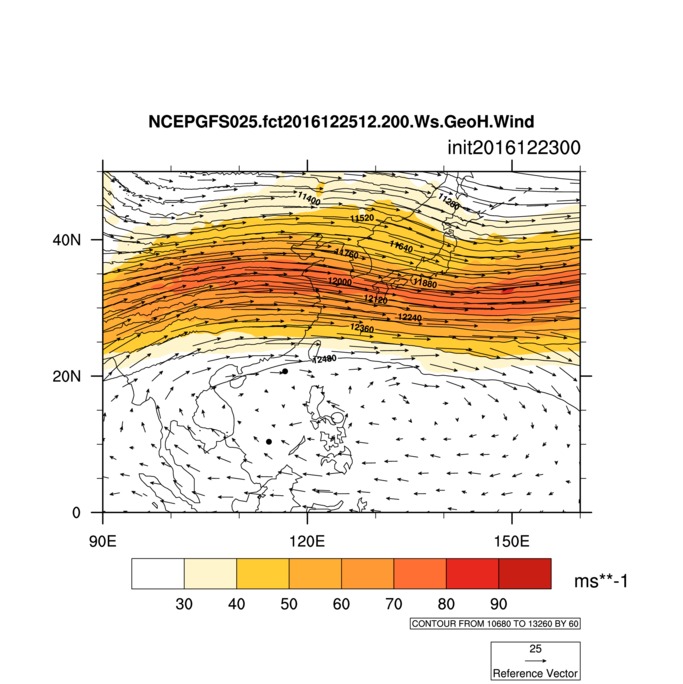 NCEPGFS025.fct2016122512.200.Ws.GeoH.Wind
init2016122300
11400
11280
11520
11640
11760
12000
11880
12120
12240
12360
12480
40N
20N
0
90E 120E 150E
30 40 50 60 70 80 90
ms**-1
CONTOUR FROM 10680 TO 13260 BY 60
25
Reference Vector